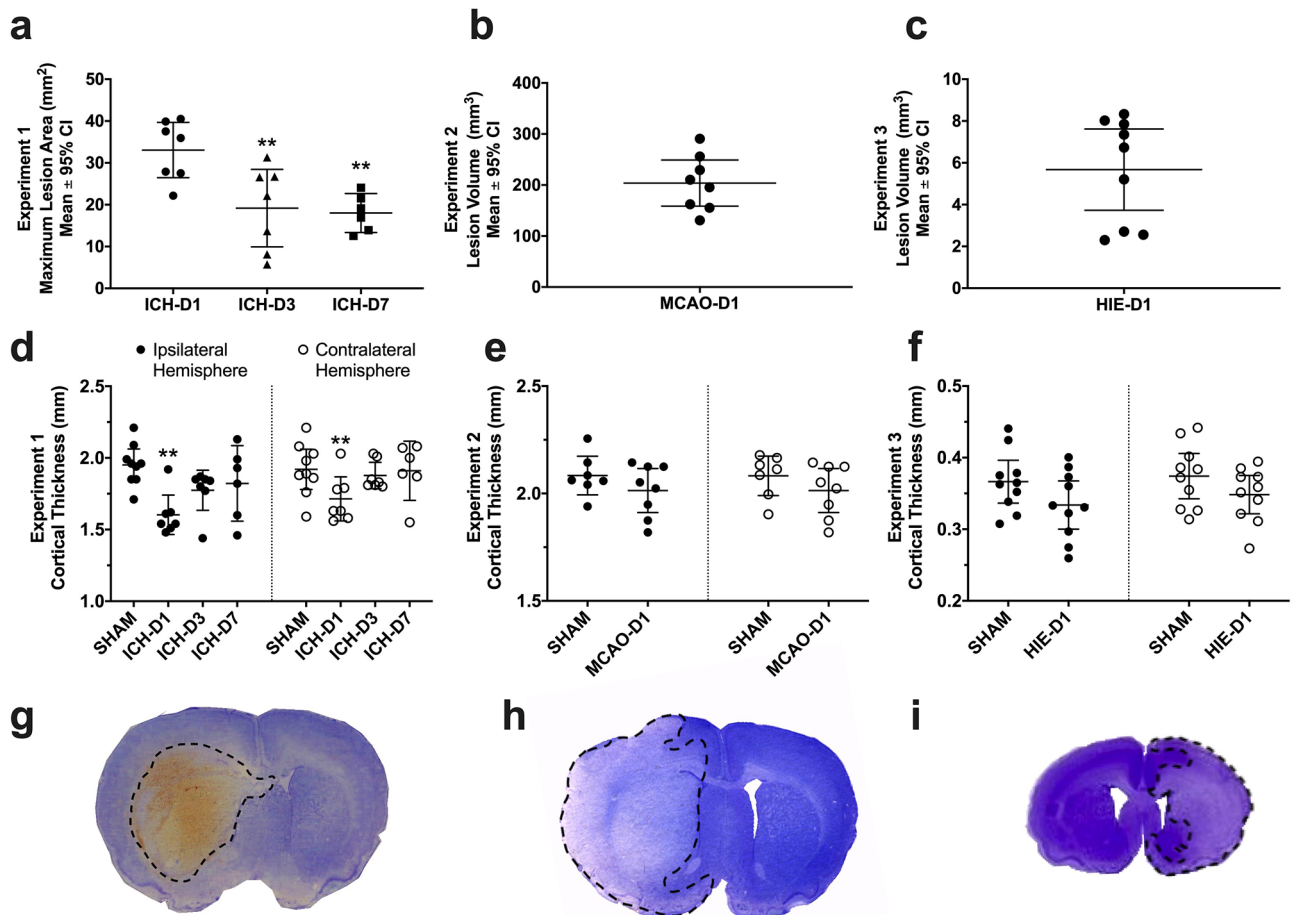 a
b
c
Experiment 1
Maximum Lesion Area (mm²)
Mean ± 95% CI
50
40
30
20
10
0
**
**
ICH-D1 ICH-D3 ICH-D7
Experiment 2
Lesion Volume (mm³)
Mean ± 95% CI
400
300
200
100
0
MCAO-D1
Experiment 3
Lesion Volume (mm³)
Mean ± 95% CI
10
8
6
4
2
0
HIE-D1
d
Ipsilateral
Hemisphere
Contralateral
Hemisphere
Experiment 1
Cortical Thickness (mm)
2.5
2.0
1.5
1.0
**
**
SHAM
ICH-D1
ICH-D3
ICH-D7
SHAM
ICH-D1
ICH-D3
ICH-D7
e
Experiment 2
Cortical Thickness (mm)
2.5
2.0
1.5
SHAM
MCAO-D1
SHAM
MCAO-D1
f
Experiment 3
Cortical Thickness (mm)
0.5
0.4
0.3
0.2
SHAM
HIE-D1
SHAM
HIE-D1
g
h
i